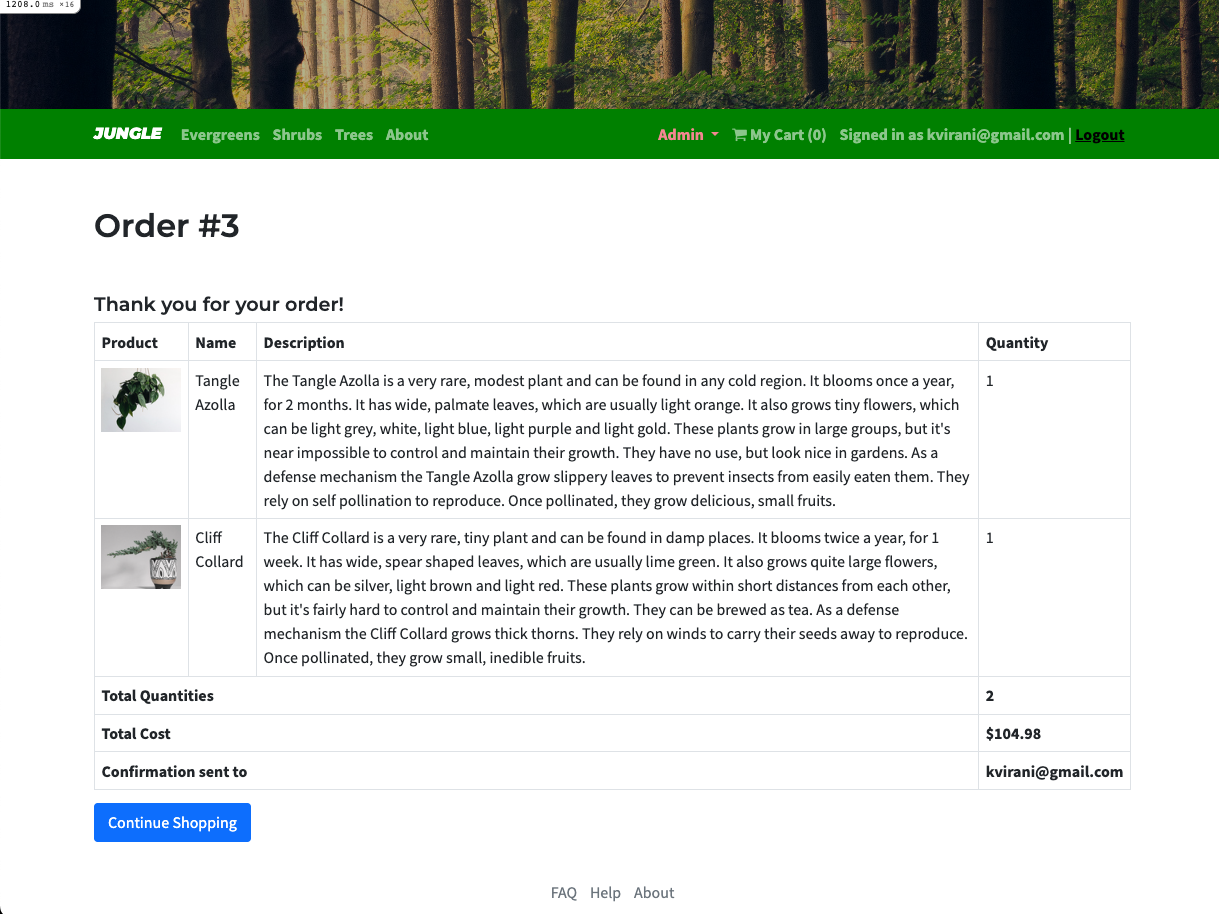 1208.0 ms ×16
JUNGLE Evergreens Shrubs Trees About Admin My Cart (0) Signed in as kvirani@gmail.com | Logout
Order #3
Thank you for your order!
Product Name Description Quantity
Tangle Azolla
The Tangle Azolla is a very rare, modest plant and can be found in any cold region. It blooms once a year,
for 2 months. It has wide, palmate leaves, which are usually light orange. It also grows tiny flowers, which
can be light grey, white, light blue, light purple and light gold. These plants grow in large groups, but it's
near impossible to control and maintain their growth. They have no use, but look nice in gardens. As a
defense mechanism the Tangle Azolla grow slippery leaves to prevent insects from easily eaten them. They
rely on self pollination to reproduce. Once pollinated, they grow delicious, small fruits.
1
Cliff Collard
The Cliff Collard is a very rare, tiny plant and can be found in damp places. It blooms twice a year, for 1
week. It has wide, spear shaped leaves, which are usually lime green. It also grows quite large flowers,
which can be silver, light brown and light red. These plants grow within short distances from each other,
but it's fairly hard to control and maintain their growth. They can be brewed as tea. As a defense
mechanism the Cliff Collard grows thick thorns. They rely on winds to carry their seeds away to reproduce.
Once pollinated, they grow small, inedible fruits.
1
Total Quantities 2
Total Cost $104.98
Confirmation sent to kvirani@gmail.com
Continue Shopping
FAQ Help About